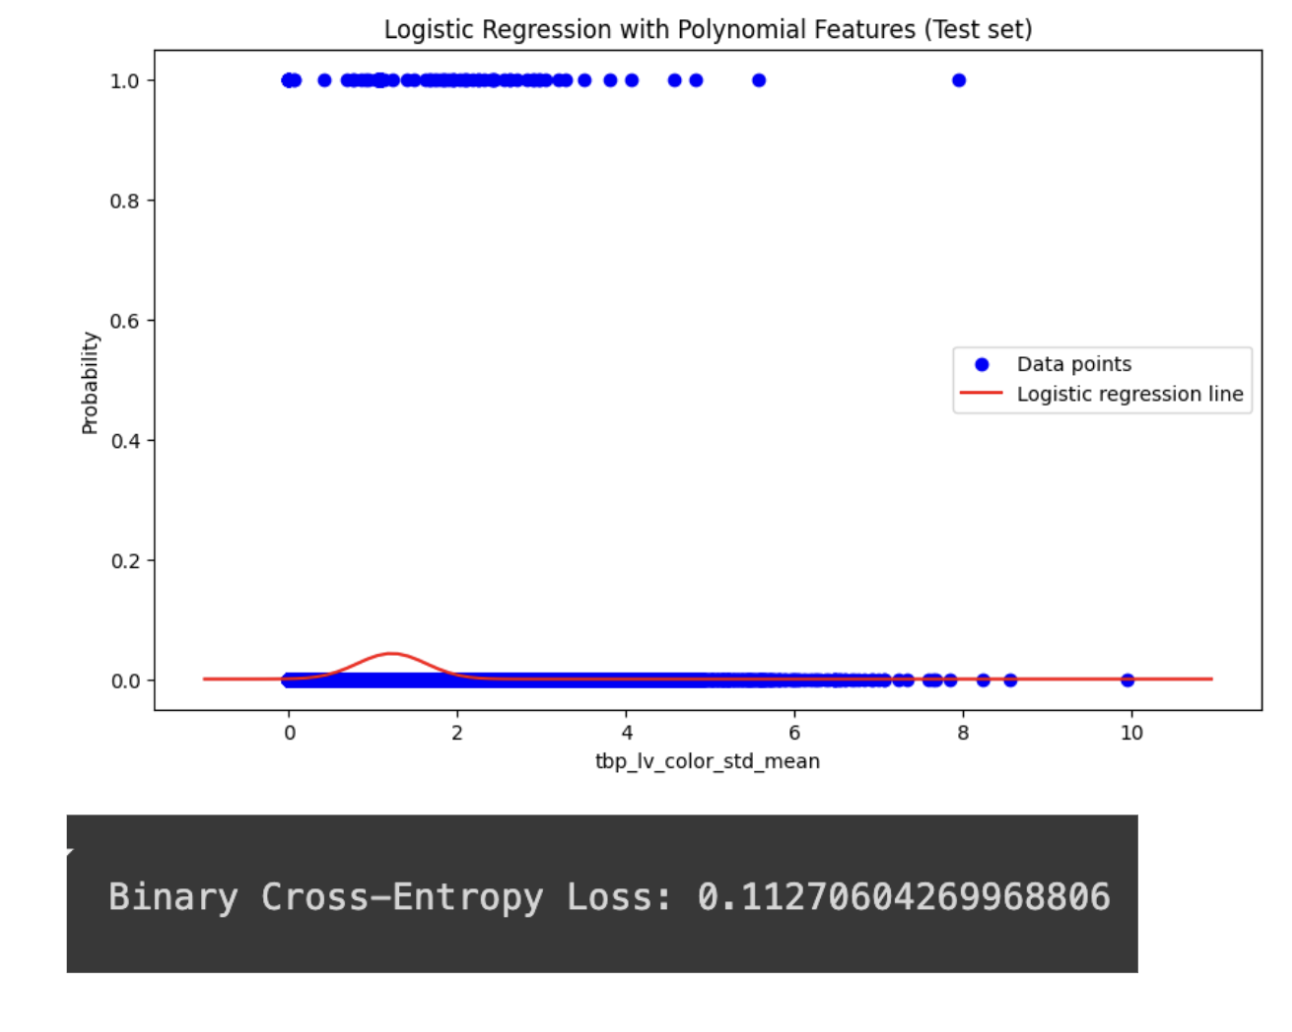 Logistic Regression with Polynomial Features (Test set)
1.0
0.8
0.6
0.4
0.2
0.0
Probability
Data points
Logistic regression line
0 2 4 6 8 10
tbp_lv_color_std_mean
Binary Cross-Entropy Loss: 0.11270604269968806